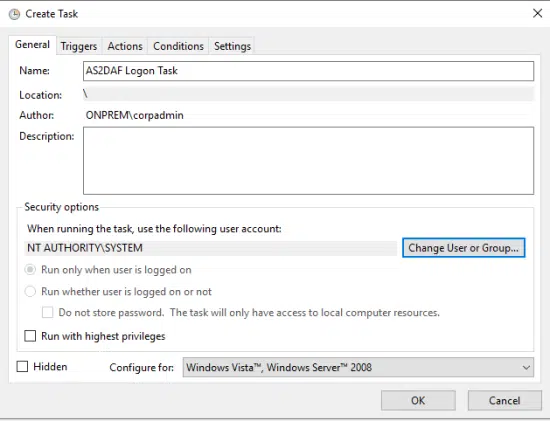 Create Task
General Triggers Actions Conditions Settings
Name: AS2DAF Logon Task
Location: \
Author: ONPREM\corpadmin
Description:
Security options
When running the task, use the following user account:
NT AUTHORITY\SYSTEM Change User or Group...
Run only when user is logged on
Run whether user is logged on or not
Do not store password. The task will only have access to local computer resources.
Run with highest privileges
Hidden Configure for: Windows Vista™, Windows Server™ 2008
OK Cancel